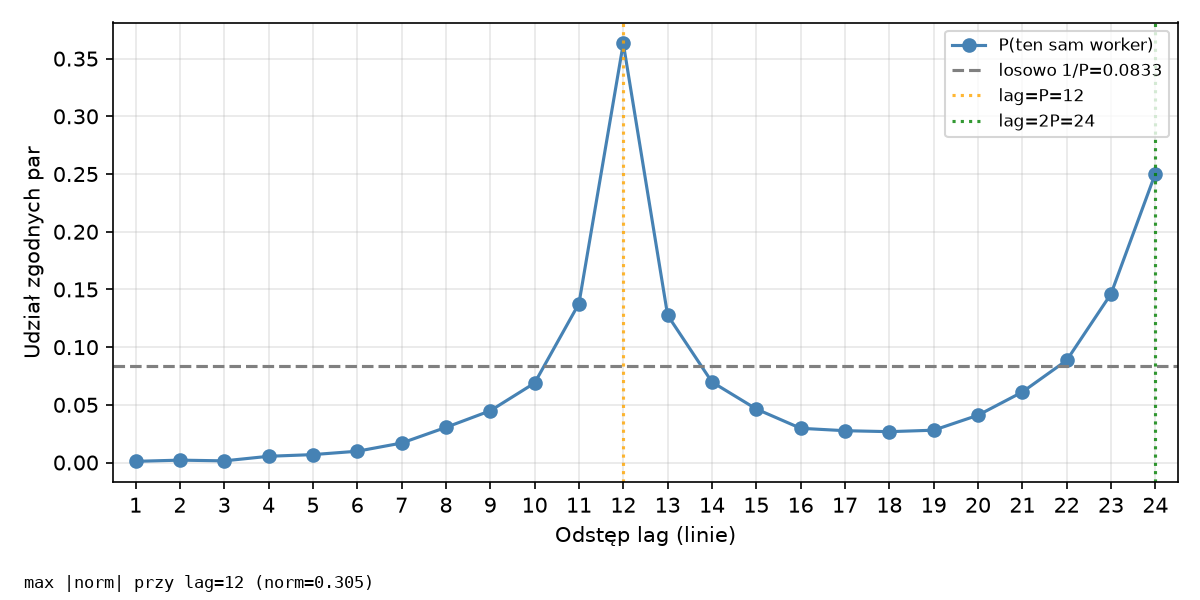 0.35
0.30
0.25
0.20
0.15
0.10
0.05
0.00
Udział zgodnych par
P(ten sam worker)
losowo 1/P=0.0833
lag=P=12
lag=2P=24
1 2 3 4 5 6 7 8 9 10 11 12 13 14 15 16 17 18 19 20 21 22 23 24
Odstęp lag (linie)
max |norm| przy lag=12 (norm=0.305)